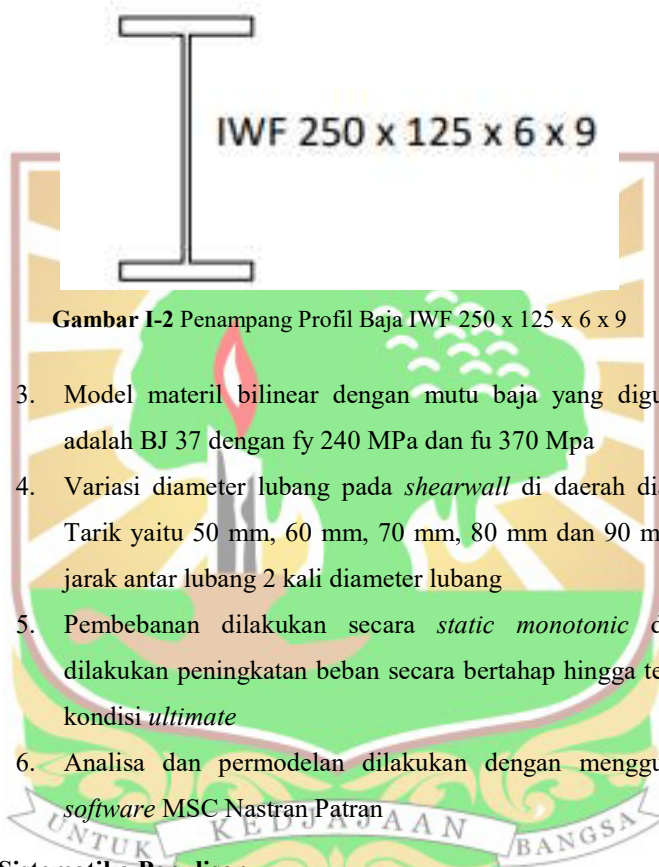 IWF 250 x 125 x 6 x 9
Gambar I-2 Penampang Profil Baja IWF 250 x 125 x 6 x 9
3. Model materil bilinear dengan mutu baja yang digu
adalah BJ 37 dengan fy 240 MPa dan fu 370 Mpa
4. Variasi diameter lubang pada shearwall di daerah dia
Tarik yaitu 50 mm, 60 mm, 70 mm, 80 mm dan 90 m
jarak antar lubang 2 kali diameter lubang
5. Pembebanan dilakukan secara static monotonic d
dilakukan peningkatan beban secara bertahap hingga te
kondisi ultimate
6. Analisa dan permodelan dilakukan dengan menggu
software MSC Nastran Patran
UNTUK KEDJAJAAN BANGSA